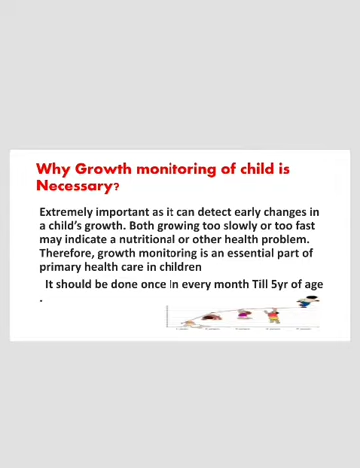 Why Growth monitoring of child is
Necessary?
Extremely important as it can detect early changes in
a child's growth. Both growing too slowly or too fast
may indicate a nutritional or other health problem.
Therefore, growth monitoring is an essential part of
primary health care in children
It should be done once In every month Till 5yr of age
.